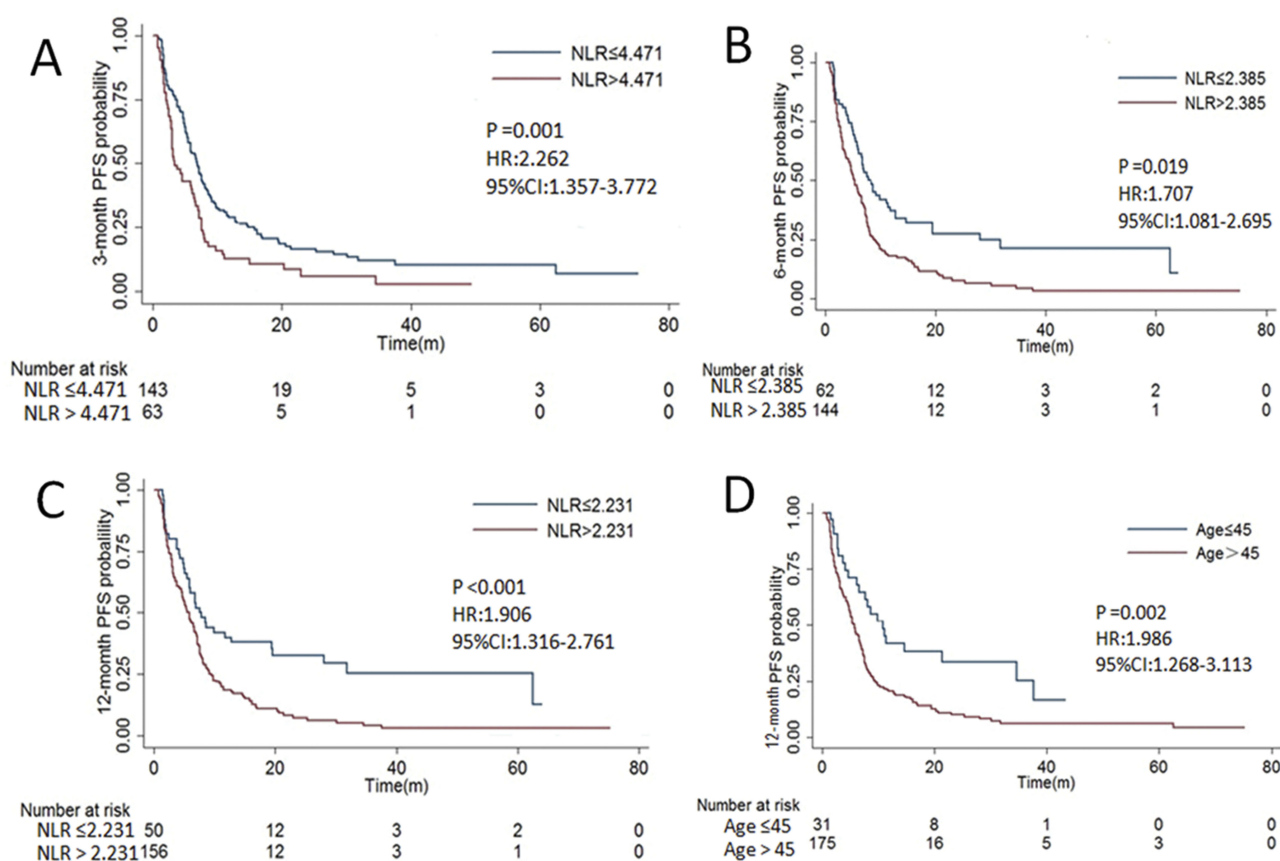 A
3-month PFS probability
1.00
0.75
0.50
0.25
0.00
NLR≤4.471
NLR>4.471
P =0.001
HR:2.262
95%CI:1.357-3.772
0 20 40 60 80
Time(m)
Number at risk
NLR ≤4.471 143 19 5 3 0
NLR > 4.471 63 5 1 0 0
B
6-month PFS probability
1.00
0.75
0.50
0.25
0.00
NLR≤2.385
NLR>2.385
P =0.019
HR:1.707
95%CI:1.081-2.695
0 20 40 60 80
Time(m)
Number at risk
NLR ≤2.385 62 12 3 2 0
NLR > 2.385 144 12 3 1 0
C
12-momth PFS probalility
1.00
0.75
0.50
0.25
0.00
NLR≤2.231
NLR>2.231
P <0.001
HR:1.906
95%CI:1.316-2.761
0 20 40 60 80
Time(m)
Number at risk
NLR ≤2.231 50 12 3 2 0
NLR > 2.231 156 12 3 1 0
D
12-month PFS probability
1.00
0.75
0.50
0.25
0.00
Age≤45
Age＞45
P =0.002
HR:1.986
95%CI:1.268-3.113
0 20 40 60 80
Time(m)
Number at risk
Age ≤45 31 8 1 0 0
Age > 45 175 16 5 3 0